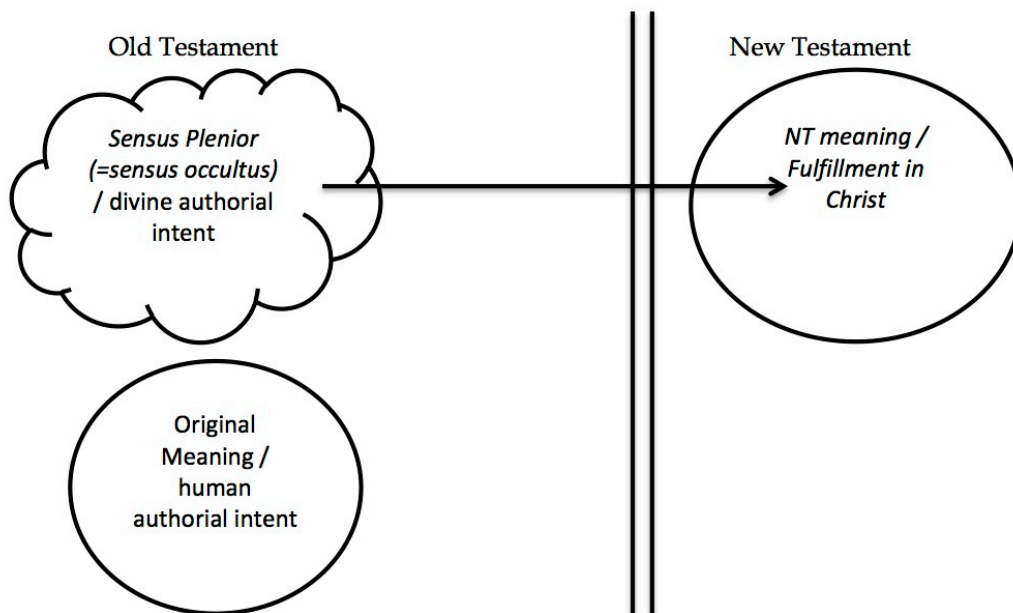 Old Testament
New Testament
Sensus Plenior
(=sensus occultus)
/ divine authorial
intent
NT meaning /
Fulfillment in
Christ
Original
Meaning /
human
authorial intent